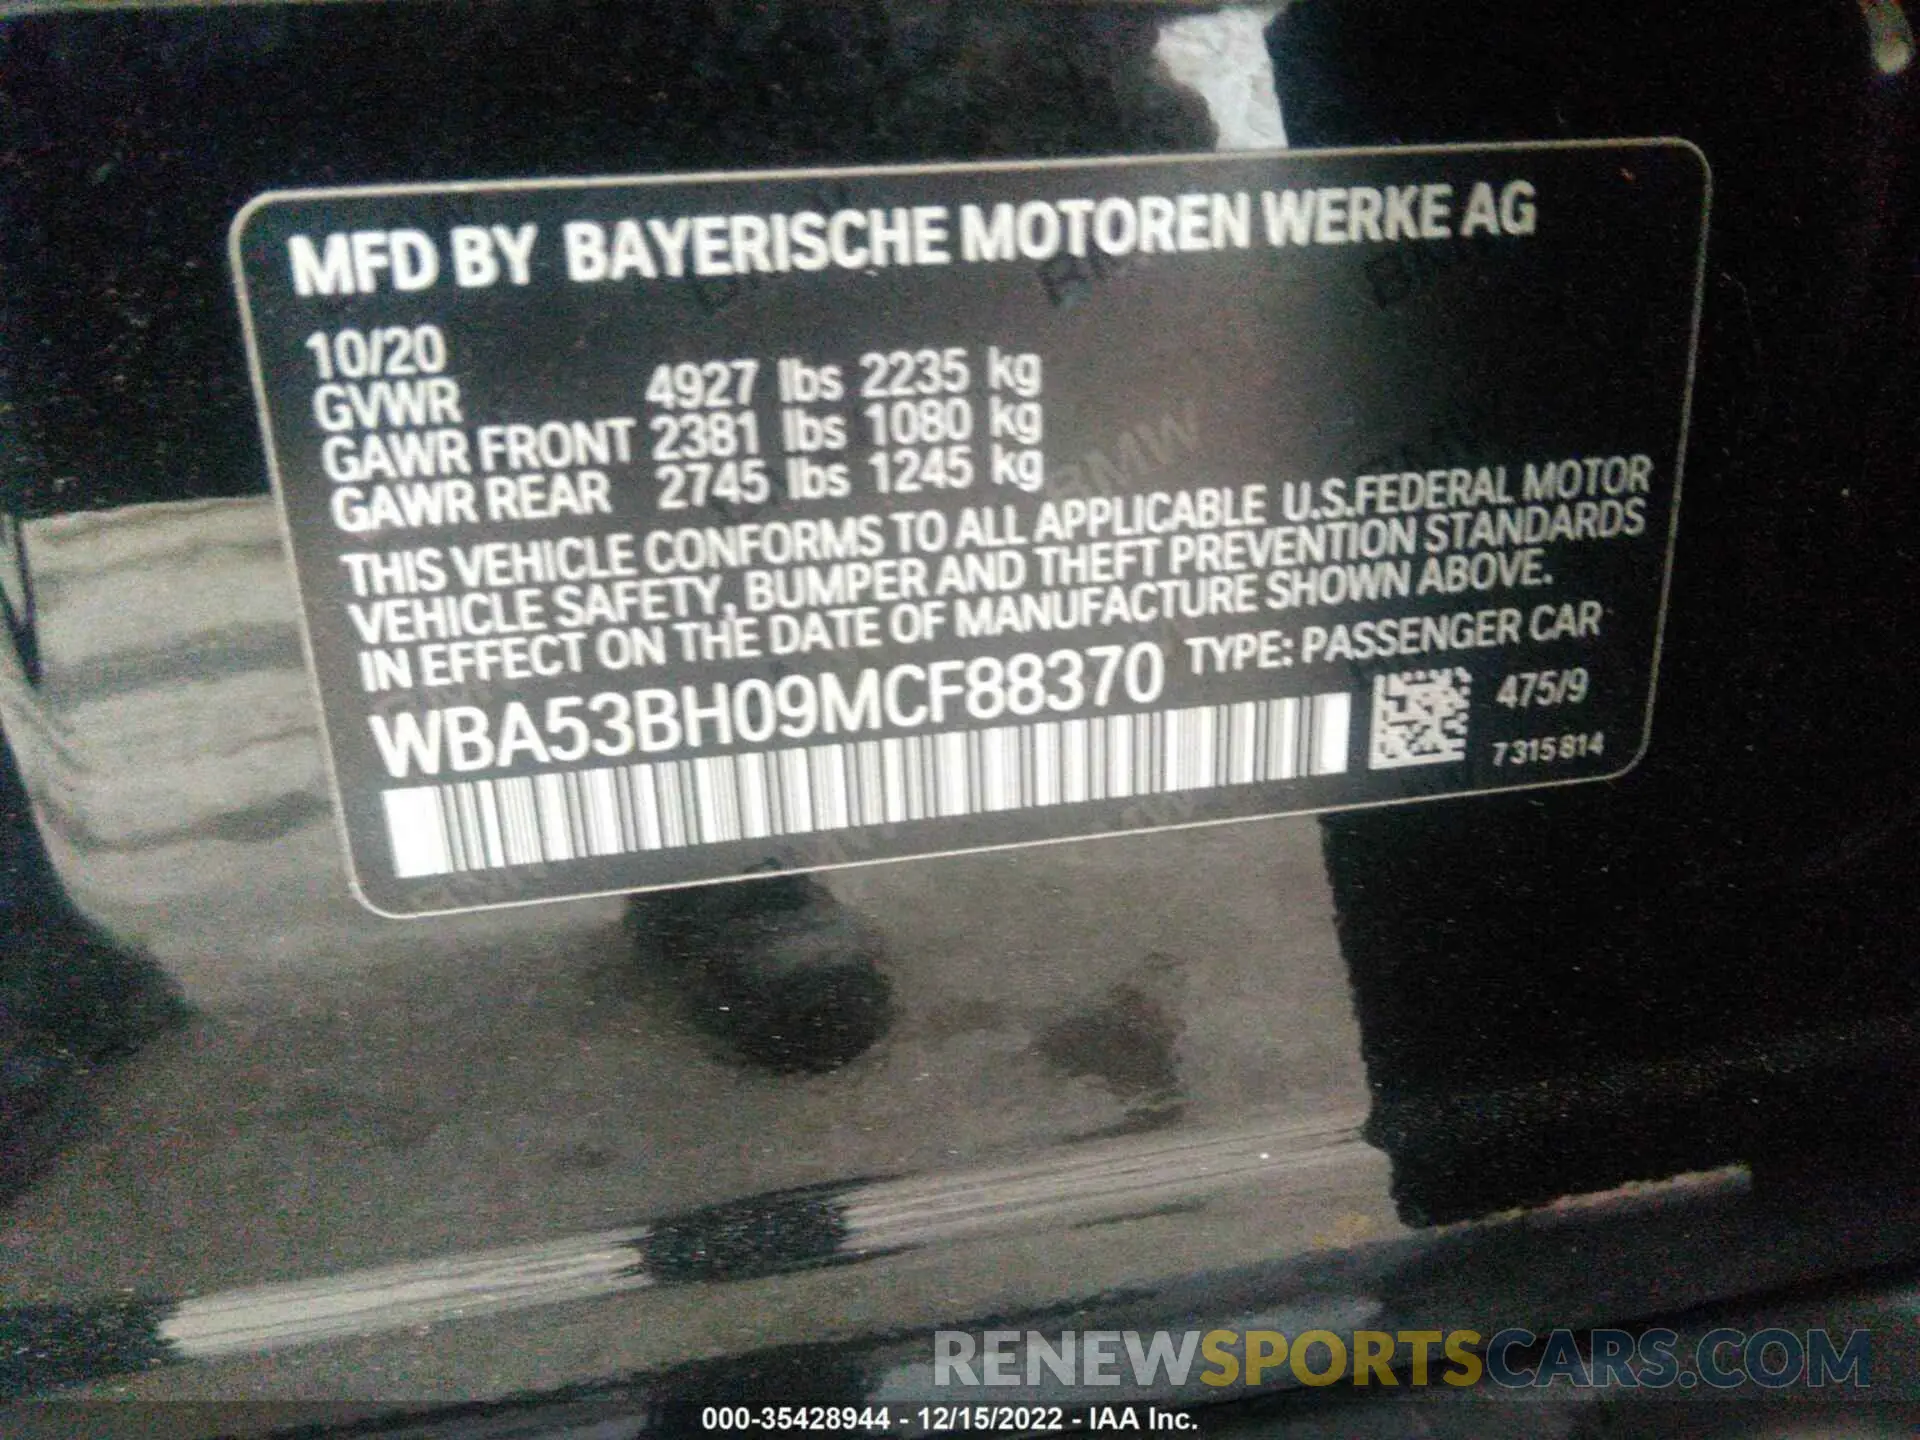 MFD BY BAYERISCHE MOTOREN WERKE AG
10/20
GVWR 4927 lbs 2235 kg
GAWR FRONT 2381 lbs 1080 kg
GAWR REAR 2745 lbs 1245 kg
THIS VEHICLE CONFORMS TO ALL APPLICABLE U.S.FEDERAL MOTOR
VEHICLE SAFETY, BUMPER AND THEFT PREVENTION STANDARDS
IN EFFECT ON THE DATE OF MANUFACTURE SHOWN ABOVE.
WBA53BH09MCF88370 TYPE: PASSENGER CAR
475/9
7 315 814
RENEWSPORTSCARS.COM
000-35428944 - 12/15/2022 - IAA Inc.